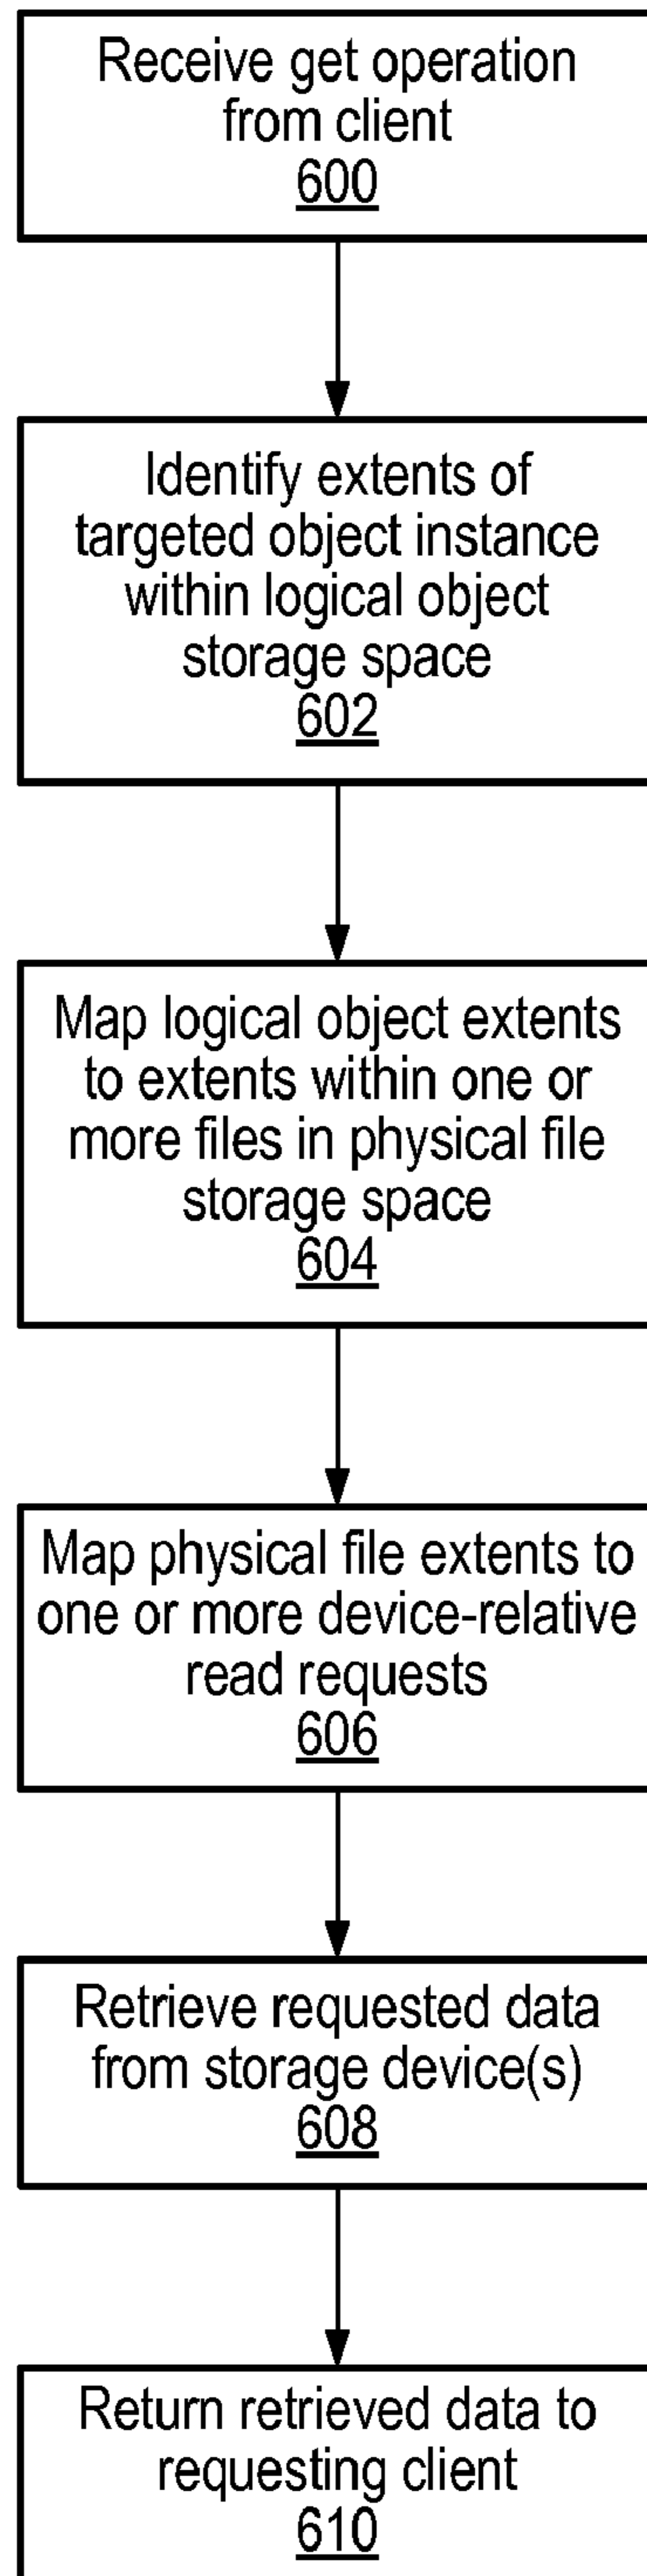 Receive get operation
from client
600
Identify extents of
targeted object instance
within logical object
storage space
602
Map logical object extents
to extents within one or
more files in physical file
storage space
604
Map physical file extents to
one or more device-relative
read requests
606
Retrieve requested data
from storage device(s)
608
Return retrieved data to
requesting client
610